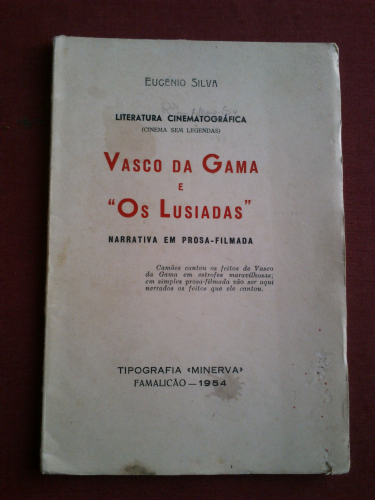 EUGENIO SILVA
LITERATURA CINEMATOGRÁFICA
(CINEMA SEM LEGENDAS)
VASCO DA GAMA
E
"OS LUSIADAS"
NARRATIVA EM PROSA-FILMADA
Camões cantou os feitos de Vasco
da Gama em estrofes maravilhosas;
em simples prosa-filmada vão ser aqui
narrados os feitos que ele cantou.
TIPOGRAFIA «MINERVA»
FAMALICÃO — 1954